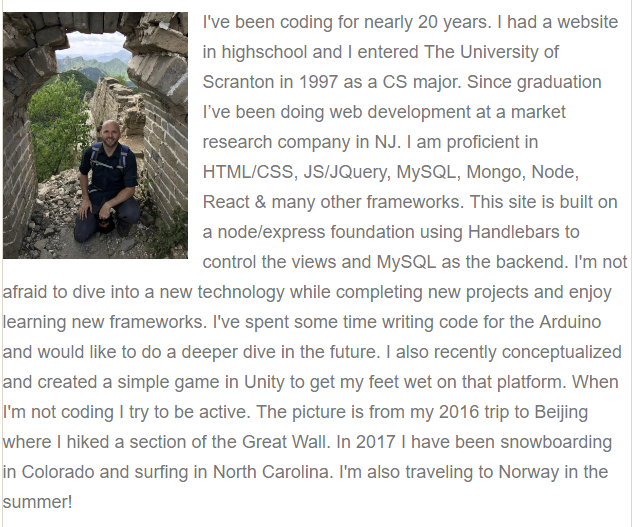 I've been coding for nearly 20 years. I had a website
in highschool and I entered The University of
Scranton in 1997 as a CS major. Since graduation
I’ve been doing web development at a market
research company in NJ. I am proficient in
HTML/CSS, JS/JQuery, MySQL, Mongo, Node,
React & many other frameworks. This site is built on
a node/express foundation using Handlebars to
control the views and MySQL as the backend. I'm not
afraid to dive into a new technology while completing new projects and enjoy
learning new frameworks. I've spent some time writing code for the Arduino
and would like to do a deeper dive in the future. I also recently conceptualized
and created a simple game in Unity to get my feet wet on that platform. When
I'm not coding I try to be active. The picture is from my 2016 trip to Beijing
where I hiked a section of the Great Wall. In 2017 I have been snowboarding
in Colorado and surfing in North Carolina. I'm also traveling to Norway in the
summer!